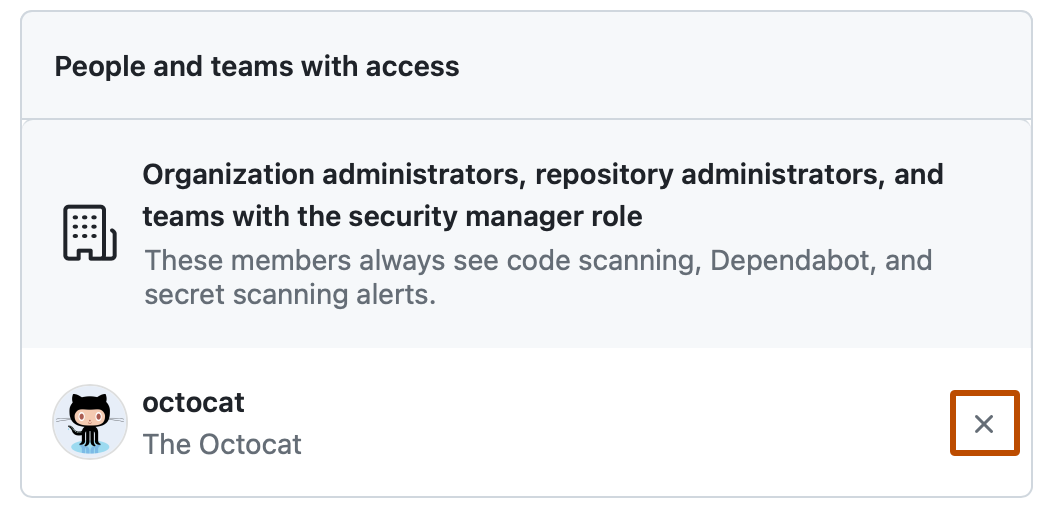 People and teams with access
Organization administrators, repository administrators, and
teams with the security manager role
These members always see code scanning, Dependabot, and
secret scanning alerts.
octocat
The Octocat